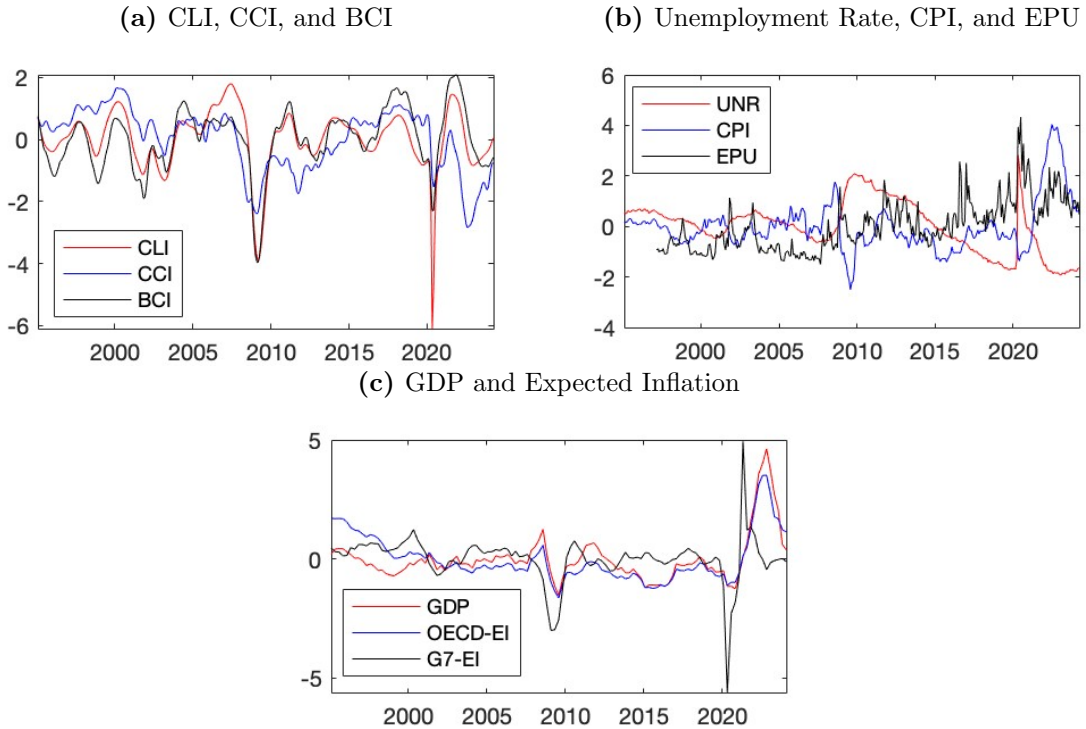 (a) CLI, CCI, and BCI
2
0
-2
-4
-6
CLI
CCI
BCI
2000 2005 2010 2015 2020
(b) Unemployment Rate, CPI, and EPU
6
4
2
0
-2
-4
UNR
CPI
EPU
2000 2005 2010 2015 2020
(c) GDP and Expected Inflation
5
0
-5
GDP
OECD-EI
G7-EI
2000 2005 2010 2015 2020